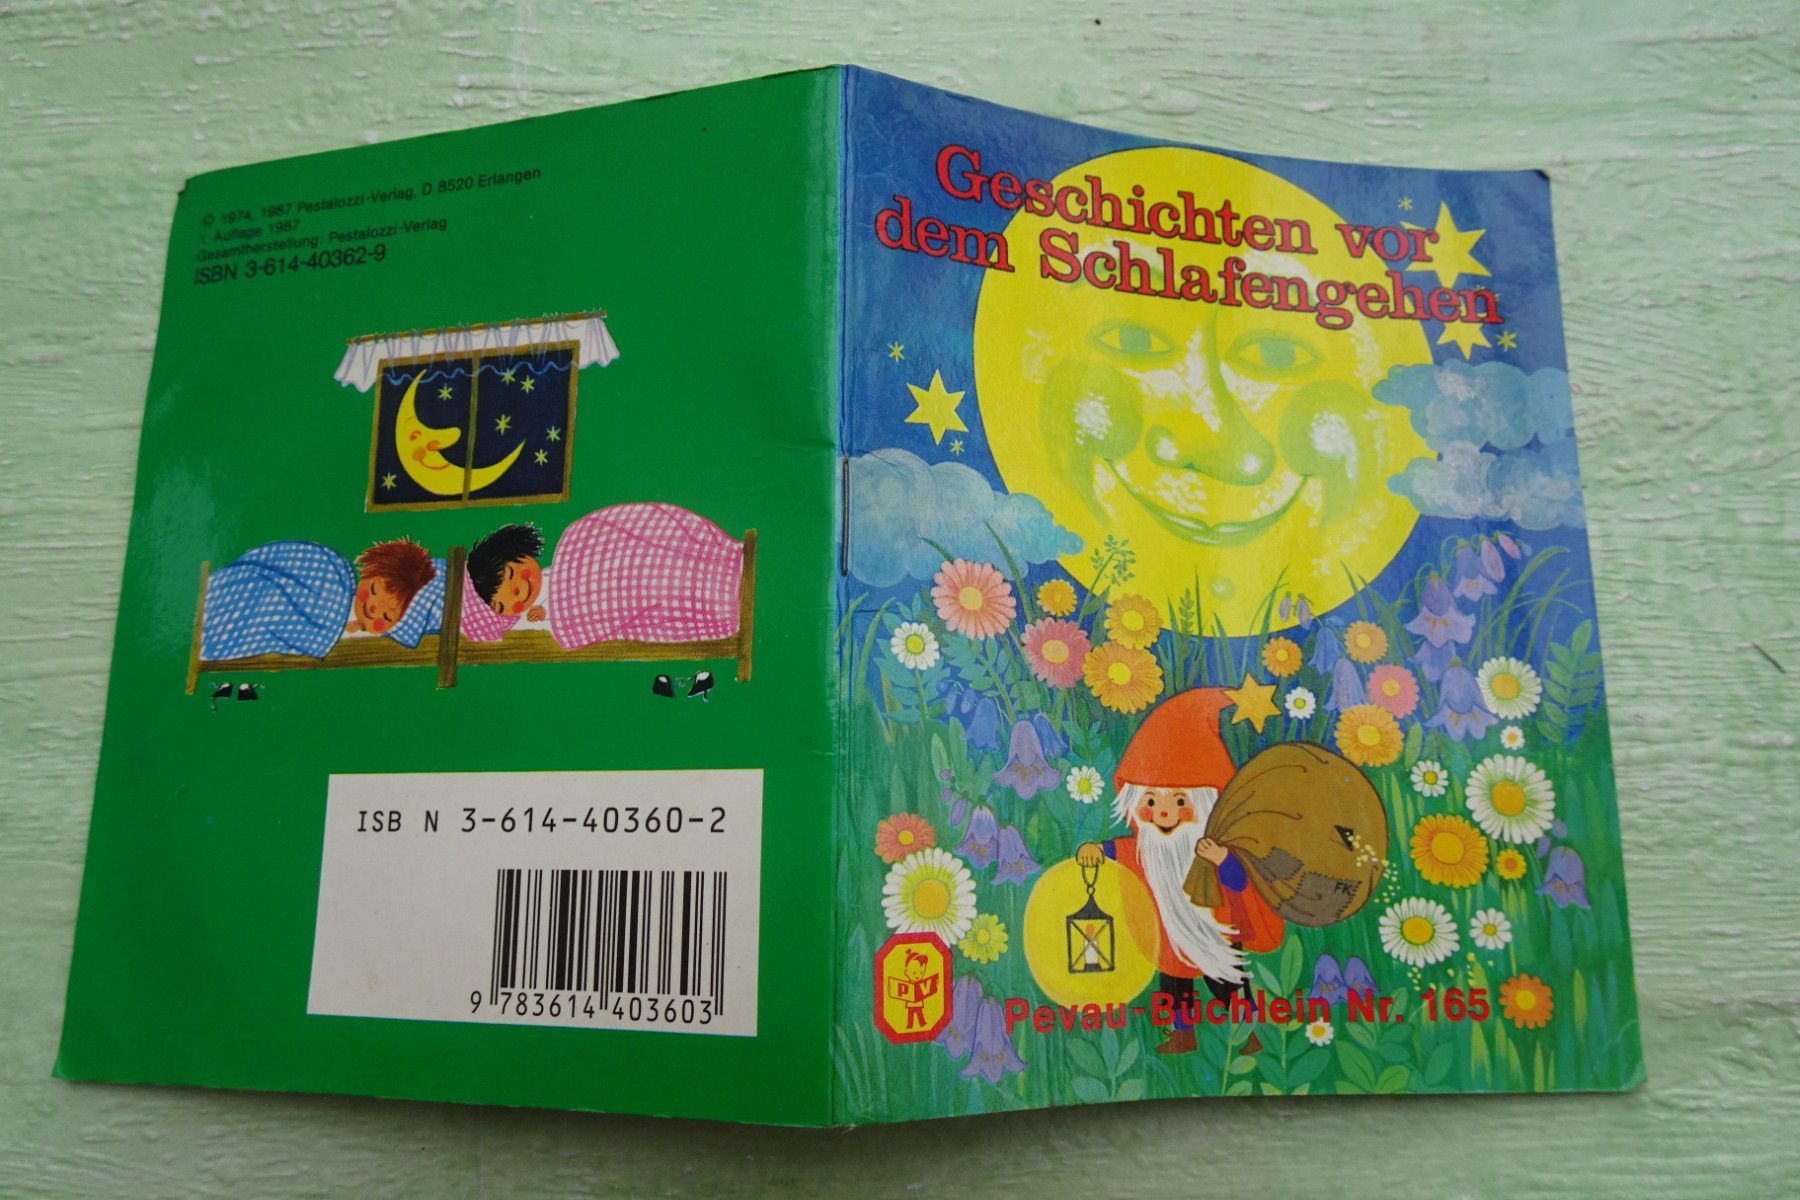 © 1974, 1987 Pestalozzi-Verlag, D 8520 Erlangen
1. Auflage 1987
Gesamtherstellung: Pestalozzi-Verlag
ISBN 3-614-40362-9
ISB N 3-614-40360-2
9 783614 403603
Geschichten vor
dem Schlafengehen
FK
PV
Pevau-Büchlein Nr. 165